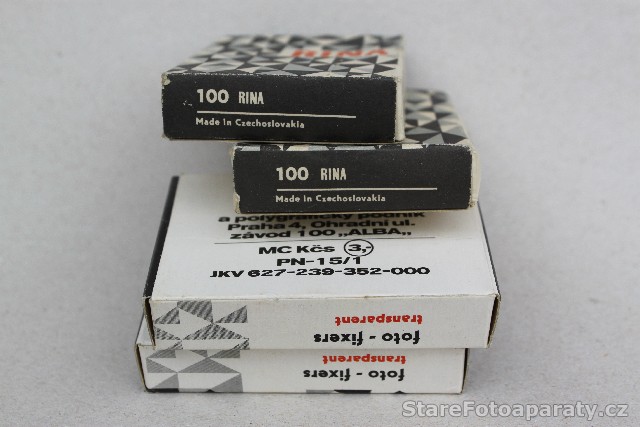 RINA
100 RINA
Made in Czechoslovakia
100 RINA
Made in Czechoslovakia
a polygrafický podnik
Praha 4, Ohradní ul.
závod 100 „ALBA„
MC Kčs 3,-
PN-15/1
JKV 627-239-352-000
foto - fixers
transparent
foto - fixers
transparent
StareFotoaparaty.cz